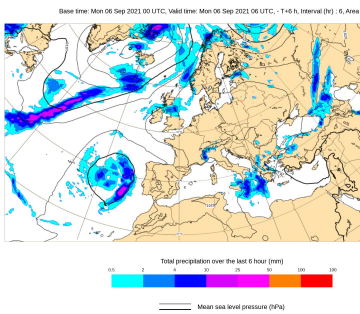 Base time: Mon 06 Sep 2021 00 UTC, Valid time: Mon 06 Sep 2021 06 UTC, - T+6 h, Interval (hr) : 6, Area
Total precipitation over the last 6 hour (mm)
0.5 2 4 10 20 25 50 100 100
Mean sea level pressure (hPa)